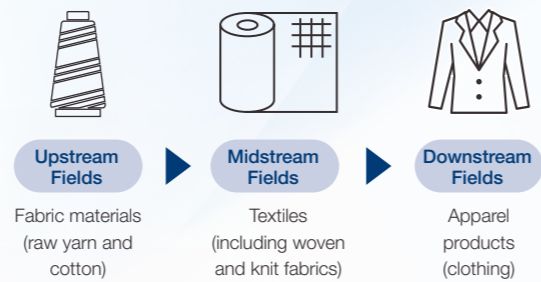 Upstream
Fields
Midstream
Fields
Downstream
Fields
Fabric materials
(raw yarn and
cotton)
Textiles
(including woven
and knit fabrics)
Apparel
products
(clothing)